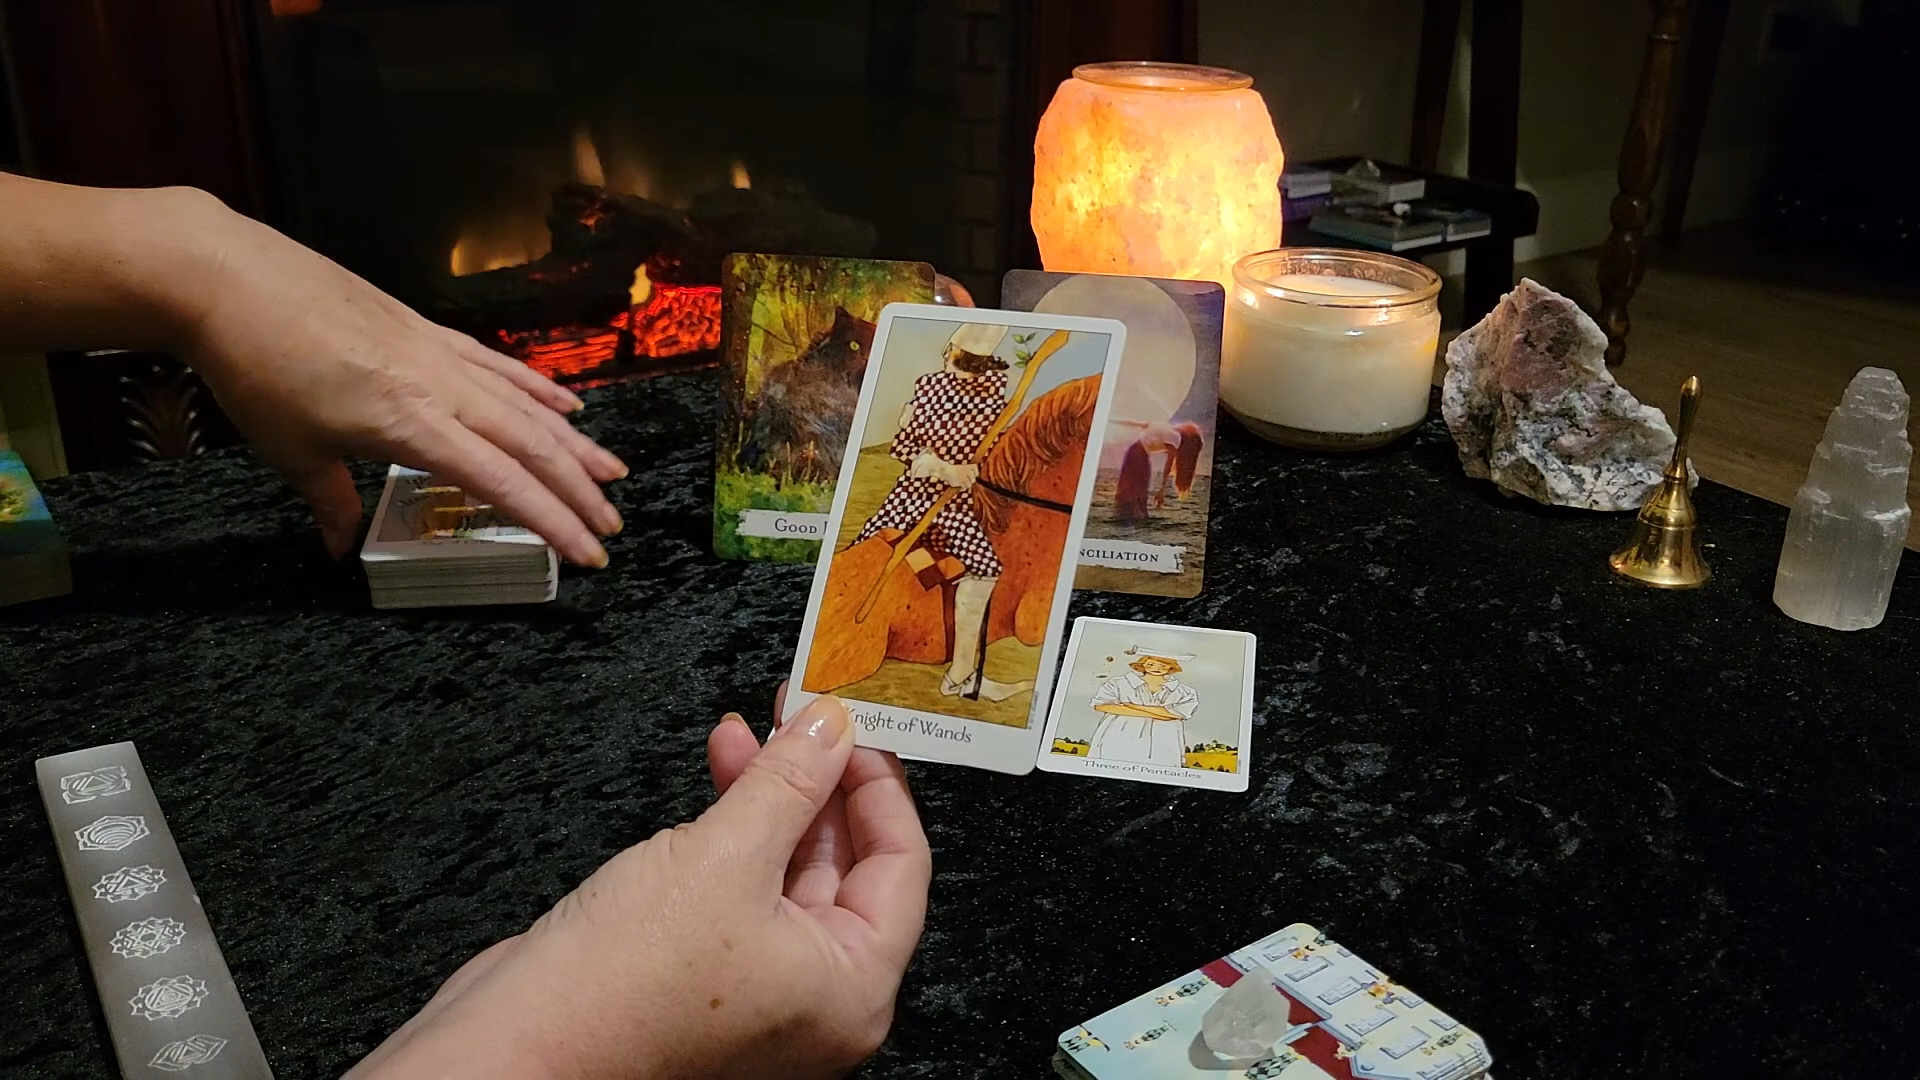 Good
NCILIATION
Knight of Wands
Three of Pentacles